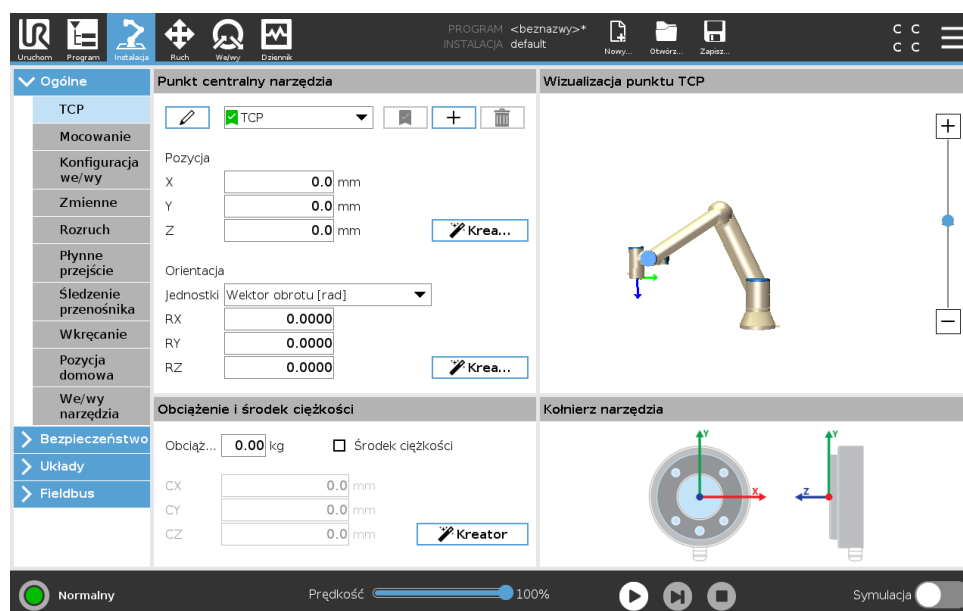 PROGRAM <beznazwy>*
INSTALACJA default
C C
C C
Uruchom Program Instalacja Ruch We/wy Dziennik Nowy... Otwórz... Zapisz...
Ogólne
TCP
Mocowanie
Konfiguracja
we/wy
Zmienne
Rozruch
Płynne
przejście
Śledzenie
przenośnika
Wkręcanie
Pozycja
domowa
We/wy
narzędzia
Bezpieczeństwo
Układy
Fieldbus
Punkt centralny narzędzia
TCP
Pozycja
X 0.0 mm
Y 0.0 mm
Z 0.0 mm Krea...
Orientacja
Jednostki Wektor obrotu [rad]
RX 0.0000
RY 0.0000
RZ 0.0000 Krea...
Obciążenie i środek ciężkości
Obciąż... 0.00 kg Środek ciężkości
CX 0.0 mm
CY 0.0 mm
CZ 0.0 mm Kreator
Wizualizacja punktu TCP
Kołnierz narzędzia
Y Y
X Z
Normalny Prędkość 100% Symulacja